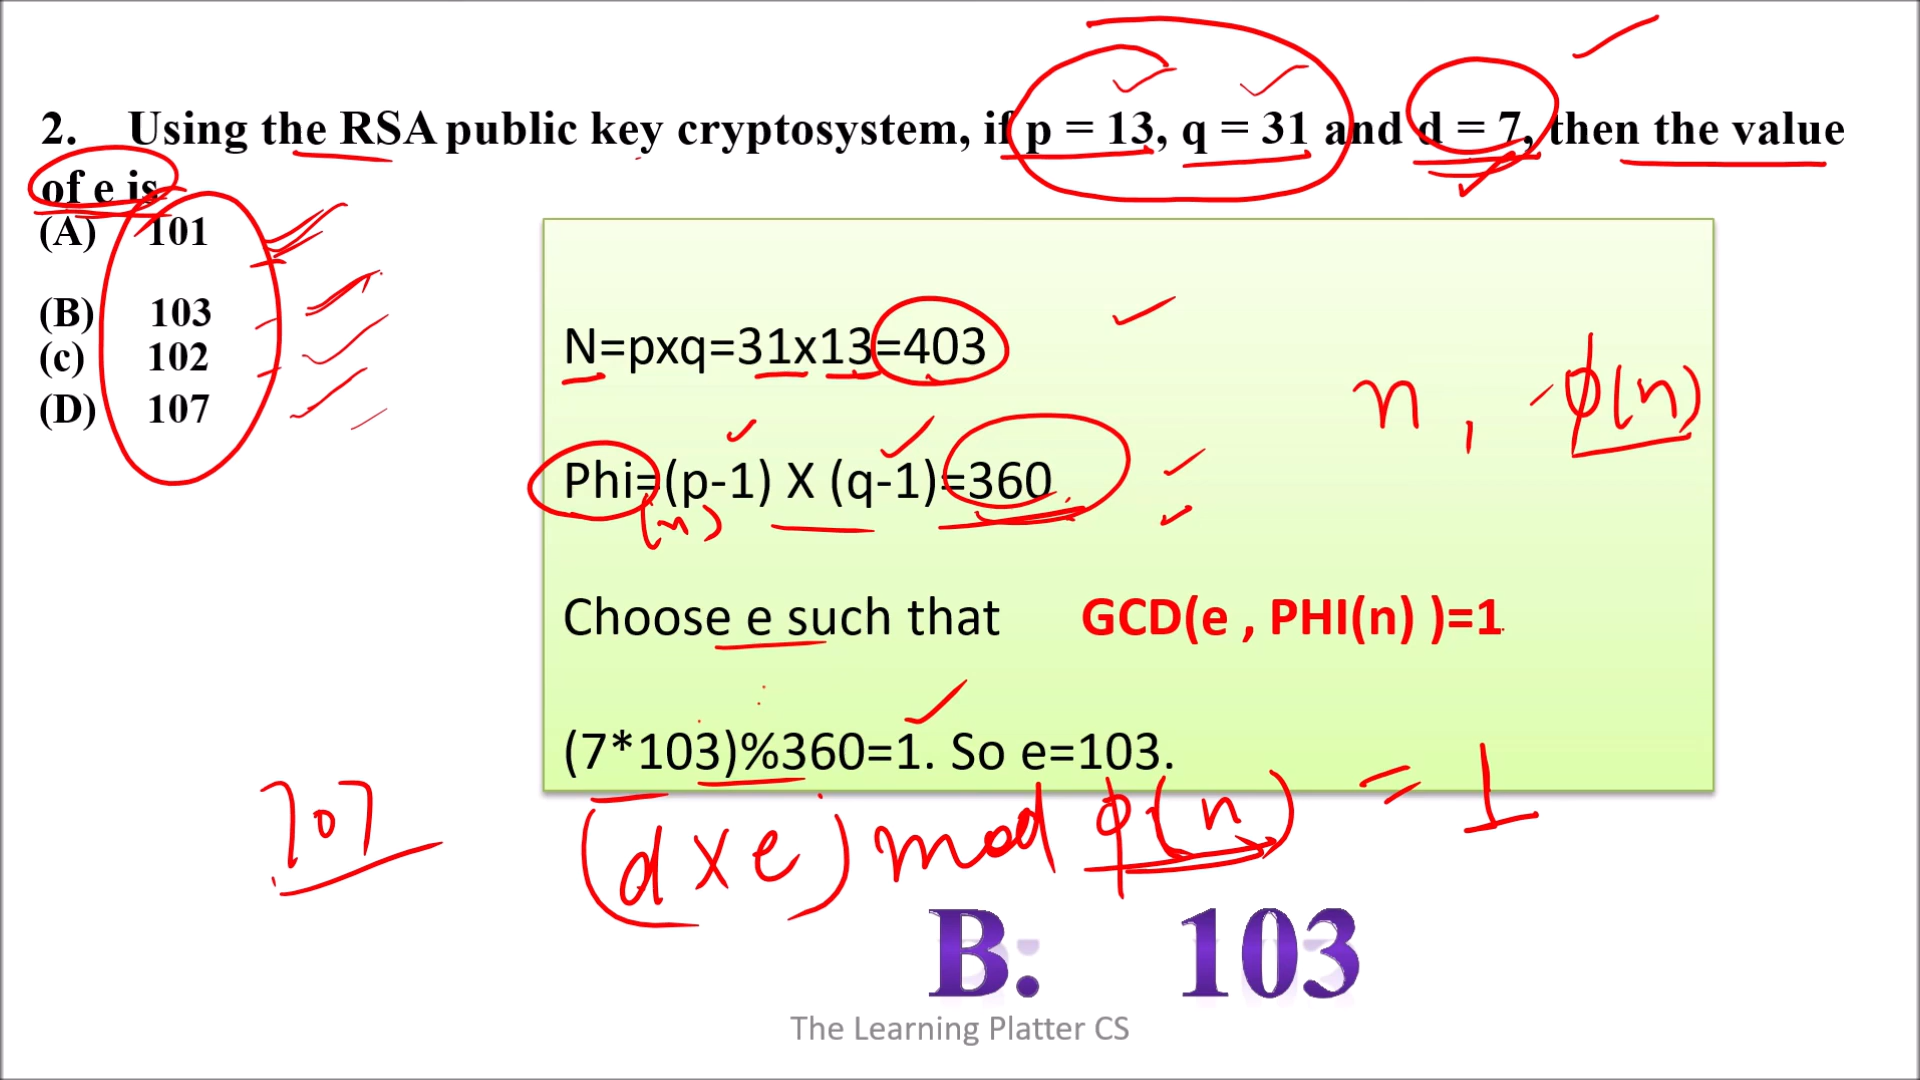 2. Using the RSA public key cryptosystem, if p = 13, q = 31 and d = 7, then the value
of e is
(A) 101
(B) 103
(c) 102
(D) 107
N=pxq=31x13=403
n , φ(n)
Phi=(p-1) X (q-1)=360
(n)
Choose e such that GCD(e , PHI(n) )=1
(7*103)%360=1. So e=103.
707
(d x e) mod φ(n) = 1
B. 103
The Learning Platter CS